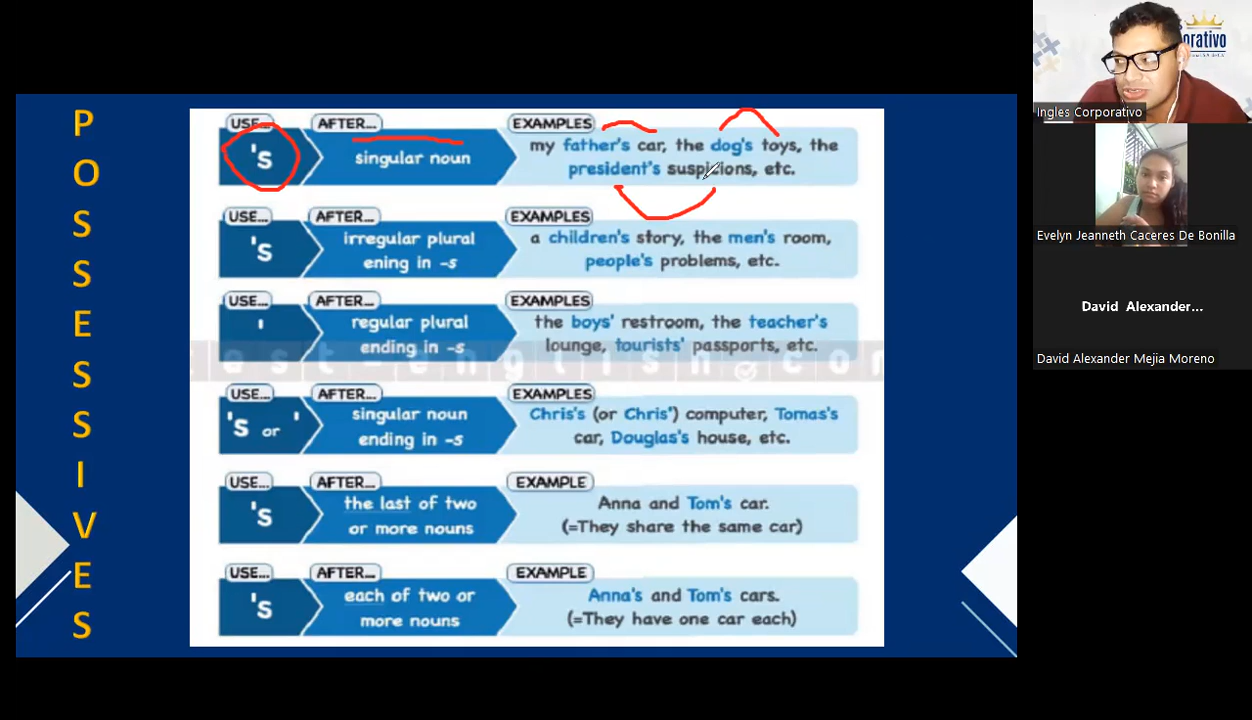 POSSESSIVES
USE... AFTER... EXAMPLES
's singular noun my father's car, the dog's toys, the
president's suspicions, etc.
USE... AFTER... EXAMPLES
's irregular plural a children's story, the men's room,
ening in -s people's problems, etc.
USE... AFTER... EXAMPLES
' regular plural the boys' restroom, the teacher's
ending in -s lounge, tourists' passports, etc.
test-english.com
USE... AFTER... EXAMPLES
's or ' singular noun Chris's (or Chris') computer, Tomas's
ending in -s car, Douglas's house, etc.
USE... AFTER... EXAMPLE
's the last of two Anna and Tom's car.
or more nouns (=They share the same car)
USE... AFTER... EXAMPLE
's each of two or Anna's and Tom's cars.
more nouns (=They have one car each)
orativo
Ingles Corporativo
Evelyn Jeanneth Caceres De Bonilla
David Alexander...
David Alexander Mejia Moreno